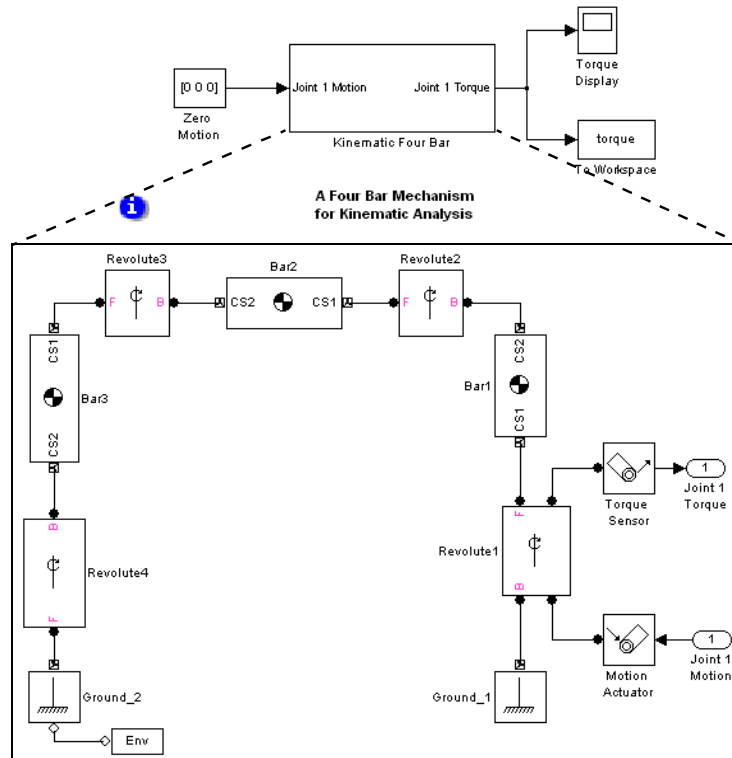 [0 0 0]
Zero
Motion
Joint 1 Motion
Joint 1 Torque
Kinematic Four Bar
Torque
Display
torque
To Workspace
i
A Four Bar Mechanism
for Kinematic Analysis
Revolute3
F
B
Bar2
CS2
CS1
Revolute2
F
B
CS1
CS2
Bar3
CS2
CS1
Bar1
B
F
Revolute4
F
B
Revolute1
Torque
Sensor
1
Joint 1
Torque
Motion
Actuator
1
Joint 1
Motion
Ground_2
Env
Ground_1